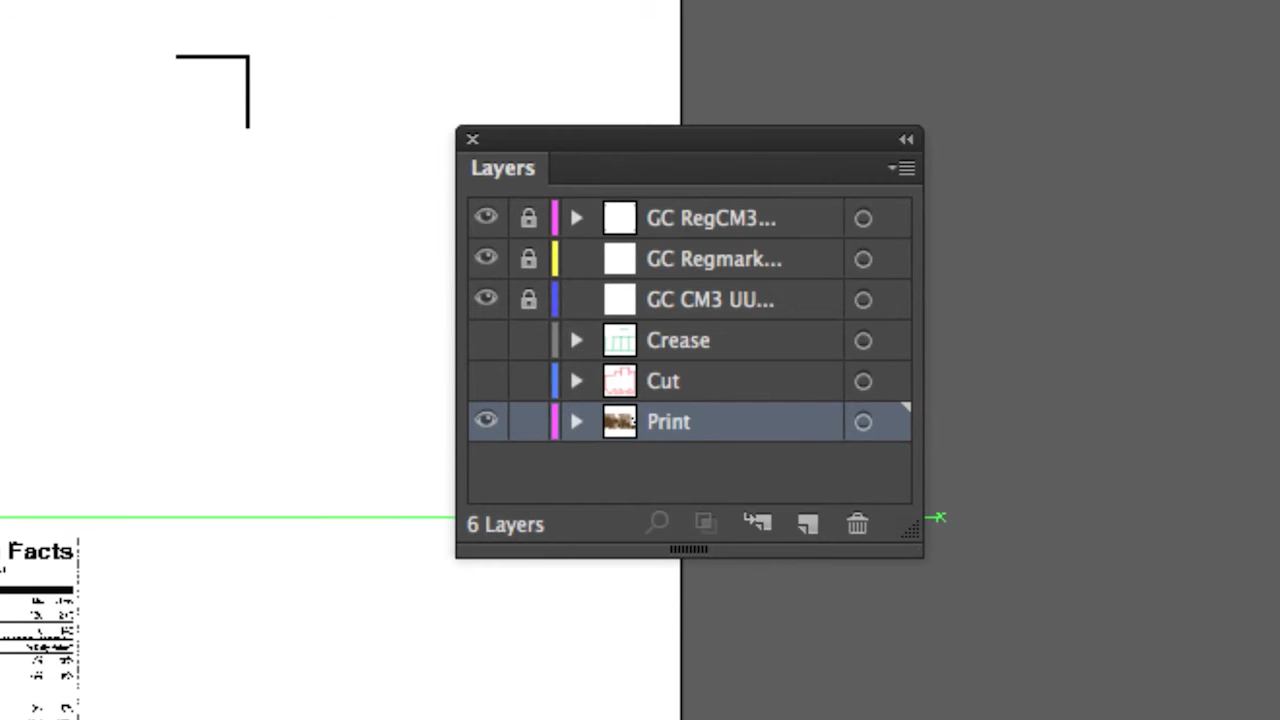 Layers
GC RegCM3...
GC Regmark...
GC CM3 UU...
Crease
Cut
Print
6 Layers
Facts